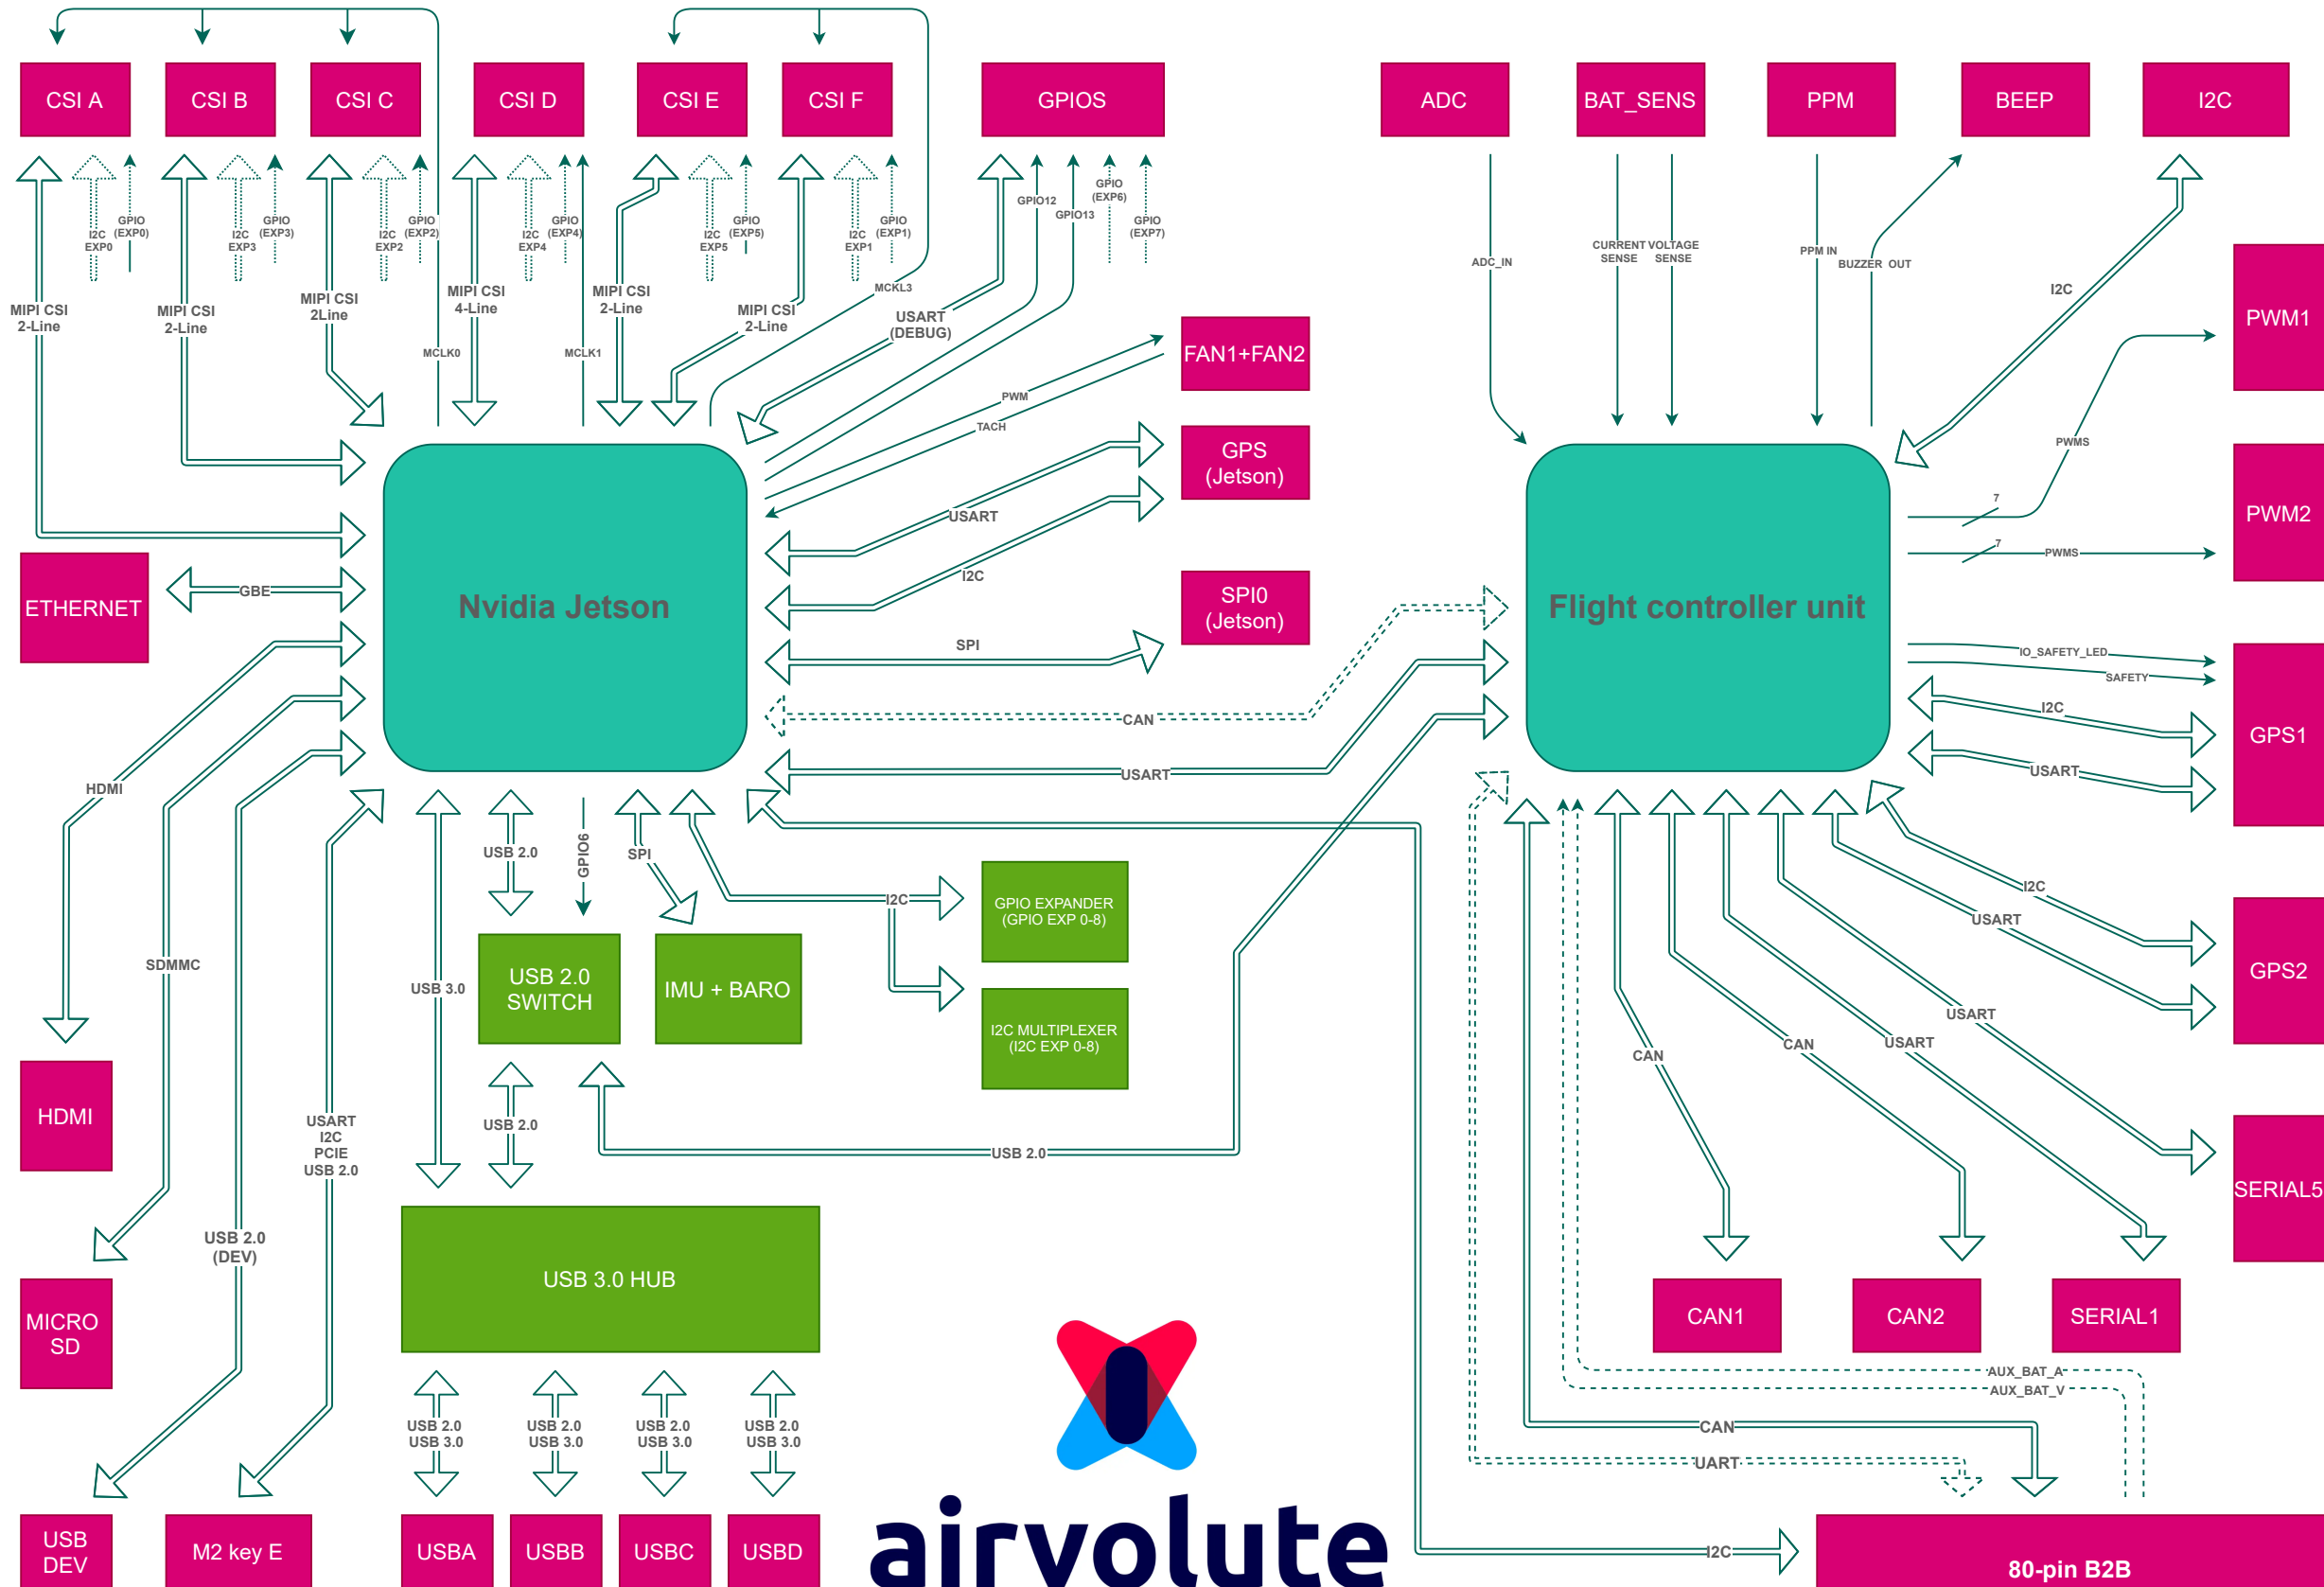 CSI A
CSI B
CSI C
CSI D
CSI E
CSI F
GPIOS
ADC
BAT_SENS
PPM
BEEP
I2C
GPIO
(EXP0)
I2C
EXP0
GPIO
(EXP3)
I2C
EXP3
GPIO
(EXP2)
I2C
EXP2
GPIO
(EXP4)
I2C
EXP4
GPIO
(EXP5)
I2C
EXP5
GPIO
(EXP1)
I2C
EXP1
GPIO12
GPIO13
GPIO
(EXP6)
GPIO
(EXP7)
MIPI CSI
2-Line
MIPI CSI
2-Line
MIPI CSI
2Line
MIPI CSI
4-Line
MIPI CSI
2-Line
MIPI CSI
2-Line
MCLK0
MCLK1
MCKL3
USART
(DEBUG)
ADC_IN
CURRENT
SENSE
VOLTAGE
SENSE
PPM IN
BUZZER OUT
I2C
PWM1
FAN1+FAN2
PWM
TACH
GPS
(Jetson)
USART
I2C
PWMS
7
PWM2
7
PWMS
ETHERNET
GBE
Nvidia Jetson
SPI0
(Jetson)
SPI
Flight controller unit
IO_SAFETY_LED
SAFETY
I2C
USART
GPS1
CAN
USART
HDMI
USB 2.0
GPIO6
SPI
I2C
GPIO EXPANDER
(GPIO EXP 0-8)
I2C
USART
GPS2
SDMMC
USB 3.0
USB 2.0
SWITCH
IMU + BARO
I2C MULTIPLEXER
(I2C EXP 0-8)
USART
USART
CAN
CAN
HDMI
USART
I2C
PCIE
USB 2.0
USB 2.0
USB 2.0
SERIAL5
USB 2.0
(DEV)
USB 3.0 HUB
MICRO
SD
CAN1
CAN2
SERIAL1
AUX_BAT_A
AUX_BAT_V
USB 2.0
USB 3.0
USB 2.0
USB 3.0
USB 2.0
USB 3.0
USB 2.0
USB 3.0
CAN
UART
USB
DEV
M2 key E
USBA
USBB
USBC
USBD
airvolute
I2C
80-pin B2B